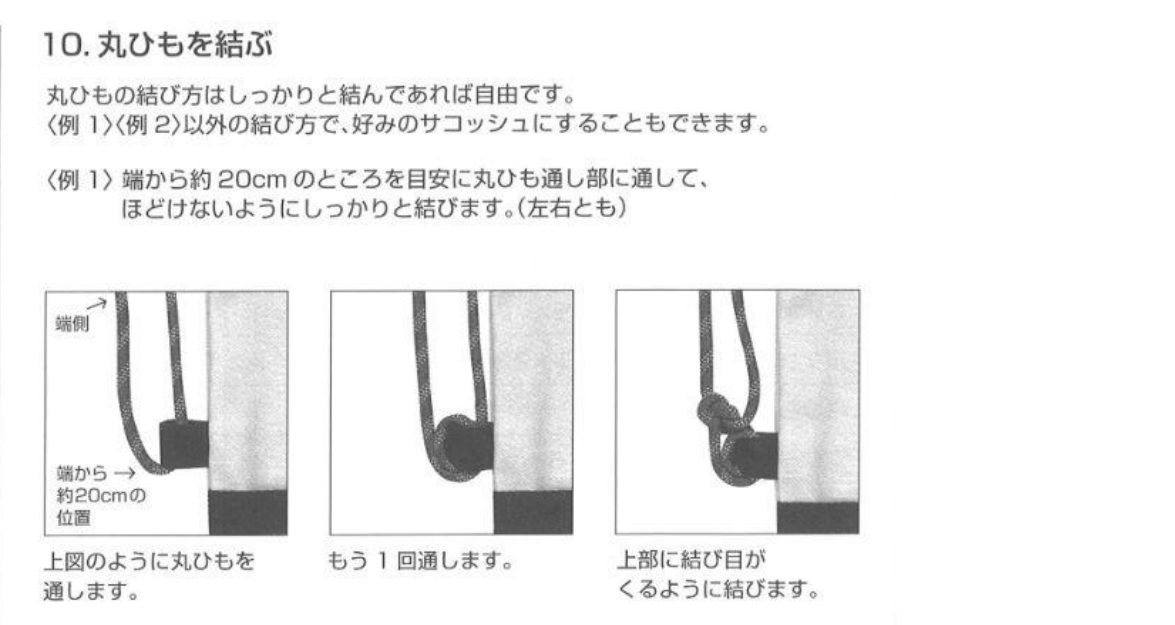 10. 丸ひもを結ぶ
丸ひもの結び方はしっかりと結んであれば自由です。
〈例 1〉〈例 2〉以外の結び方で、好みのサコッシュにすることもできます。
〈例 1〉 端から約 20cm のところを目安に丸ひも通し部に通して、
ほどけないようにしっかりと結びます。(左右とも)
端側
端から →
約20cmの
位置
上図のように丸ひもを
通します。
もう 1 回通します。
上部に結び目が
くるように結びます。